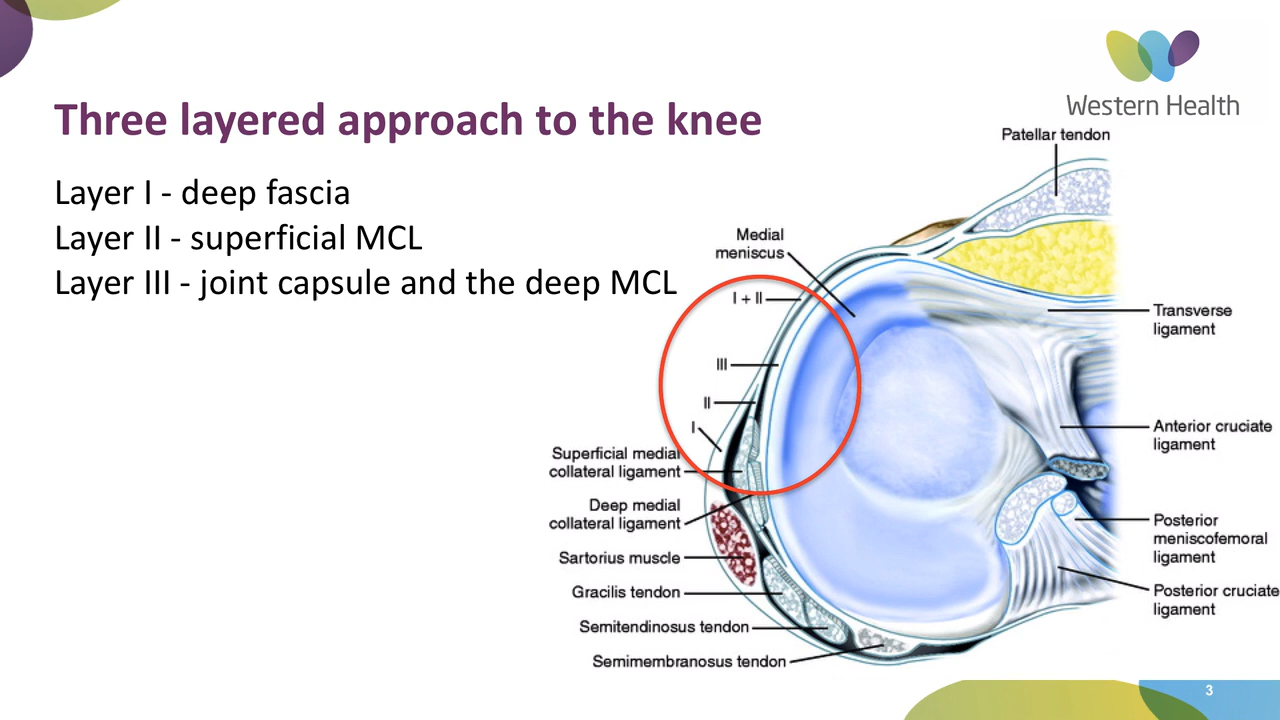 Western Health
Three layered approach to the knee
Layer I - deep fascia
Layer II - superficial MCL
Layer III - joint capsule and the deep MCL
Patellar tendon
Medial
meniscus
I + II
III
II
I
Superficial medial
collateral ligament
Deep medial
collateral ligament
Sartorius muscle
Gracilis tendon
Semitendinosus tendon
Semimembranosus tendon
Transverse
ligament
Anterior cruciate
ligament
Posterior
meniscofemoral
ligament
Posterior cruciate
ligament
3